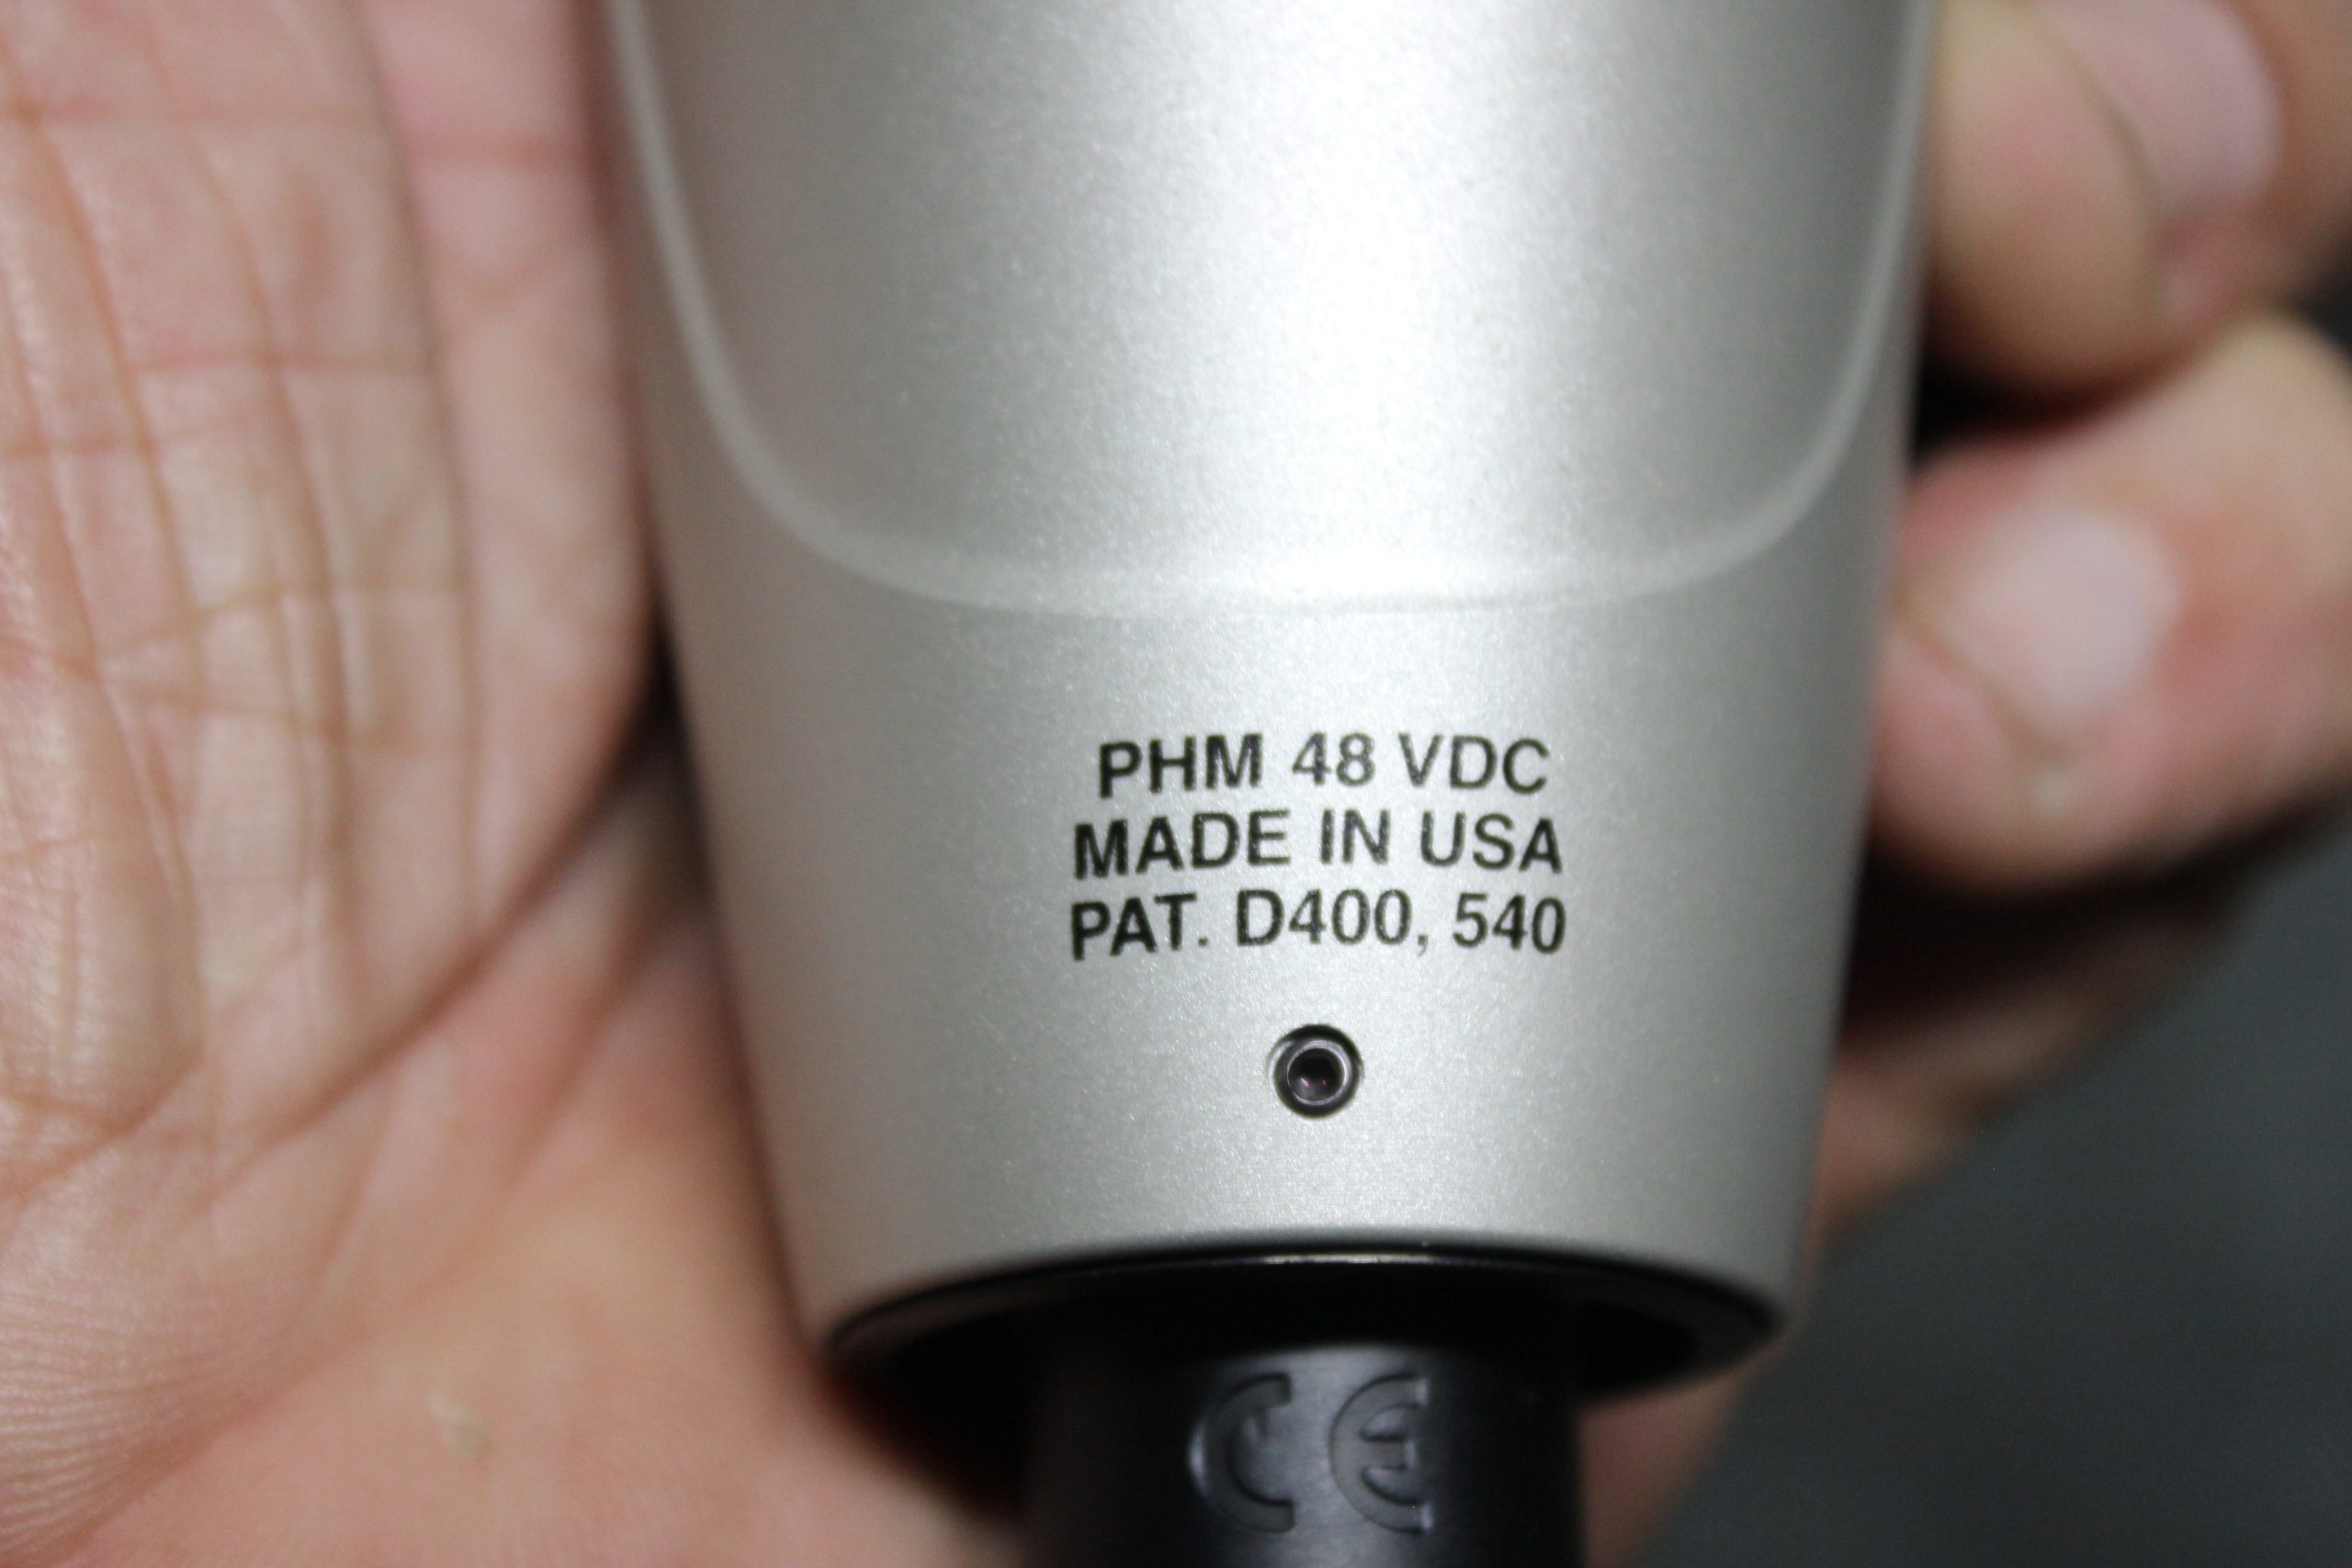 PHM 48 VDC
MADE IN USA
PAT. D400, 540
CE